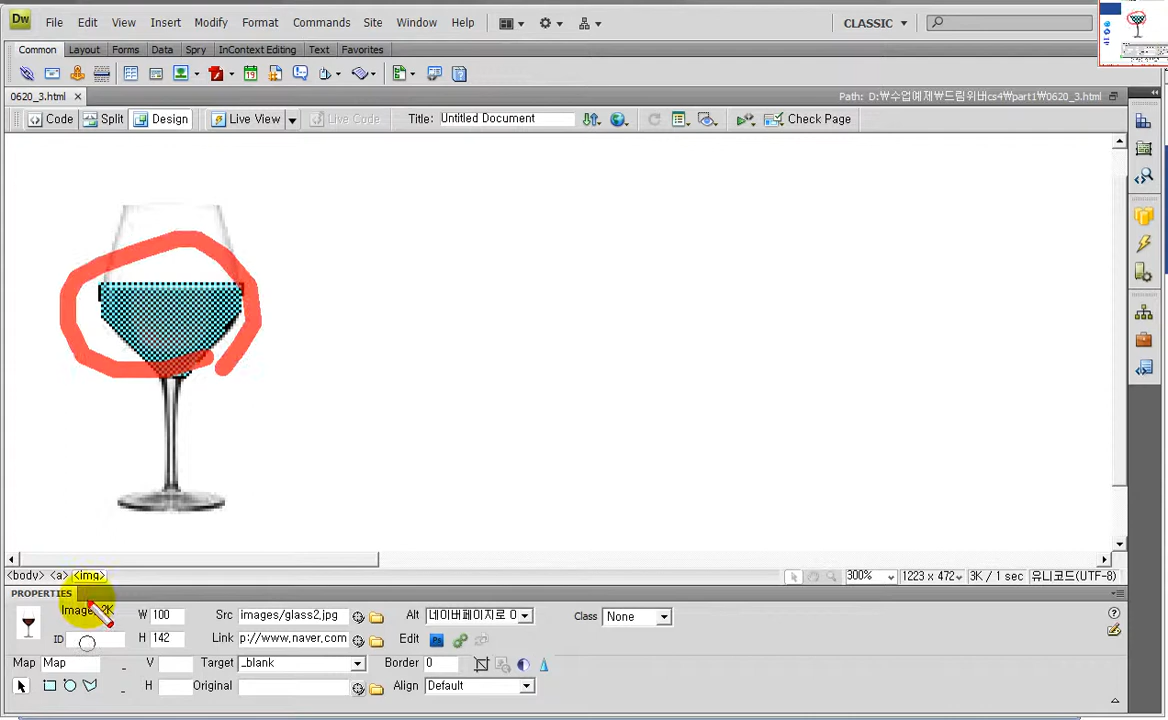 Dw File Edit View Insert Modify Format Commands Site Window Help CLASSIC
Common Layout Forms Data Spry InContext Editing Text Favorites
0620_3.html Path: D:₩수업예제₩드림위버cs4₩part1₩0620_3.html
Code Split Design Live View Live Code Title: Untitled Document Check Page
<body> <a> <img> 300% 1223 x 472 3K / 1 sec 유니코드(UTF-8)
PROPERTIES
W 100 Src images/glass2.jpg Alt 네이버페이지로 Class None
ID H 142 Link p://www.naver.com Edit
Map Map V Target _blank Border 0
H Original Align Default